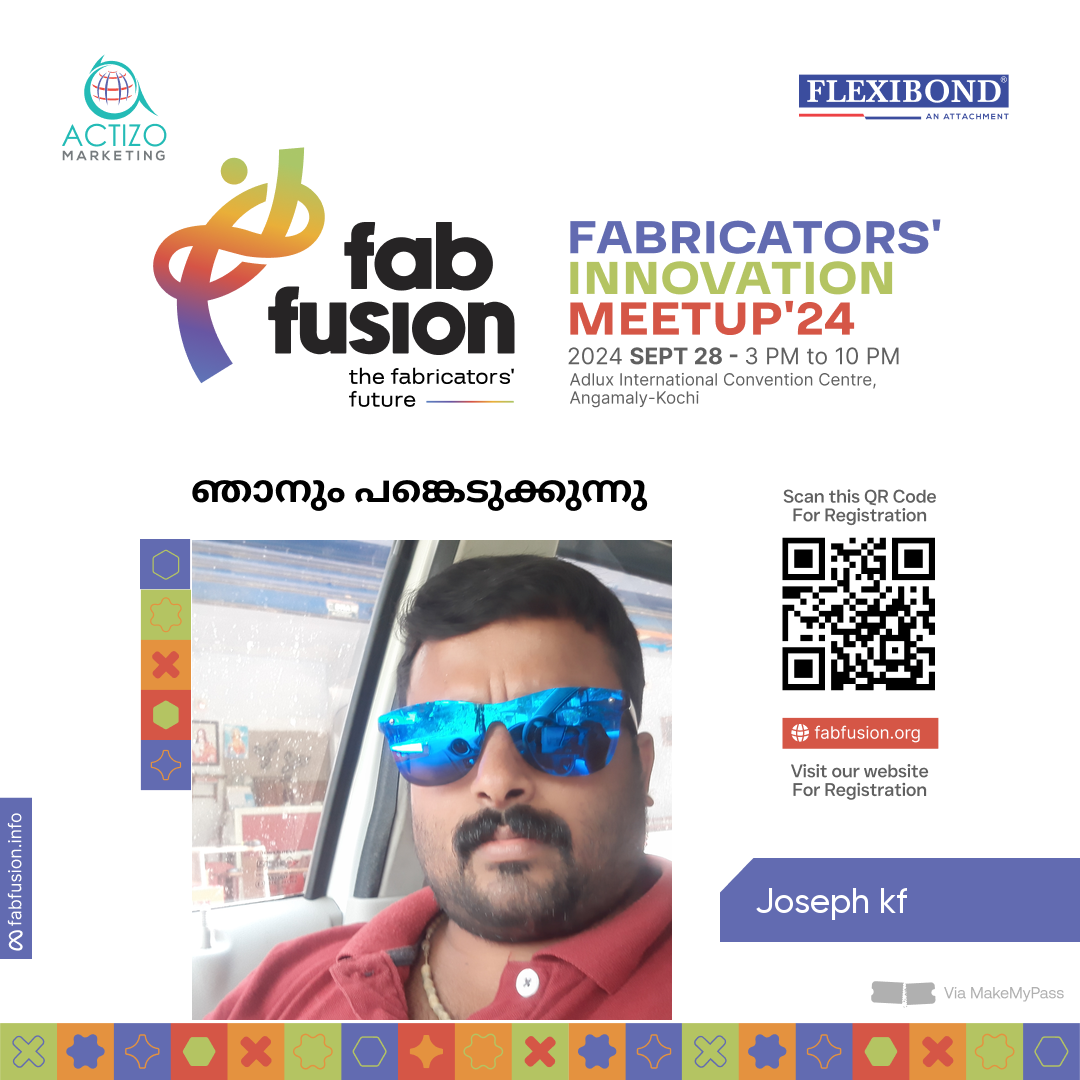 ACTIZO
MARKETING
FLEXIBOND®
AN ATTACHMENT
fab
fusion
the fabricators'
future
FABRICATORS'
INNOVATION
MEETUP'24
2024 SEPT 28 - 3 PM to 10 PM
Adlux International Convention Centre,
Angamaly-Kochi
ഞാനും പങ്കെടുക്കുന്നു
Scan this QR Code
For Registration
fabfusion.org
Visit our website
For Registration
fabfusion.info
Joseph kf
Via MakeMyPass